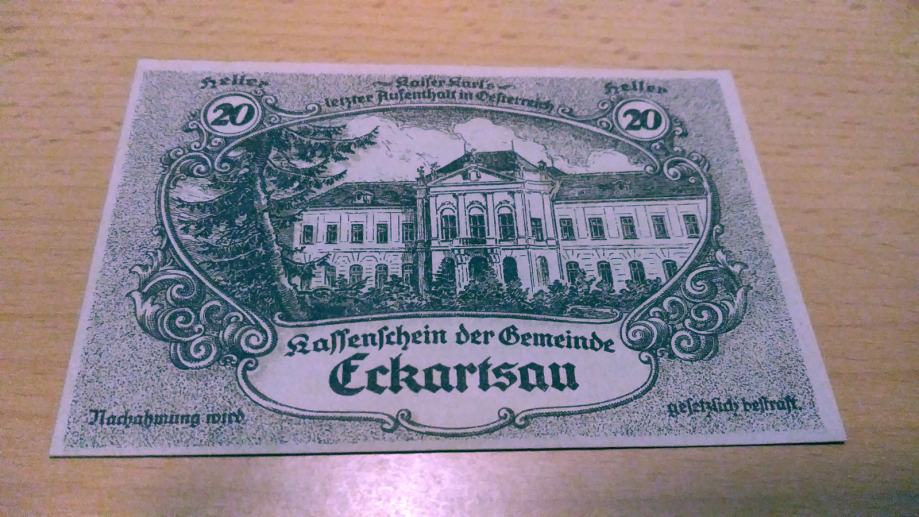 Heller
Kaiser Karl's
Heller
20
letzter Aufenthalt in Oesterreich
20
Kassenschein der Gemeinde
Eckartsau
Nachahmung wird
gesetzlich bestraft.